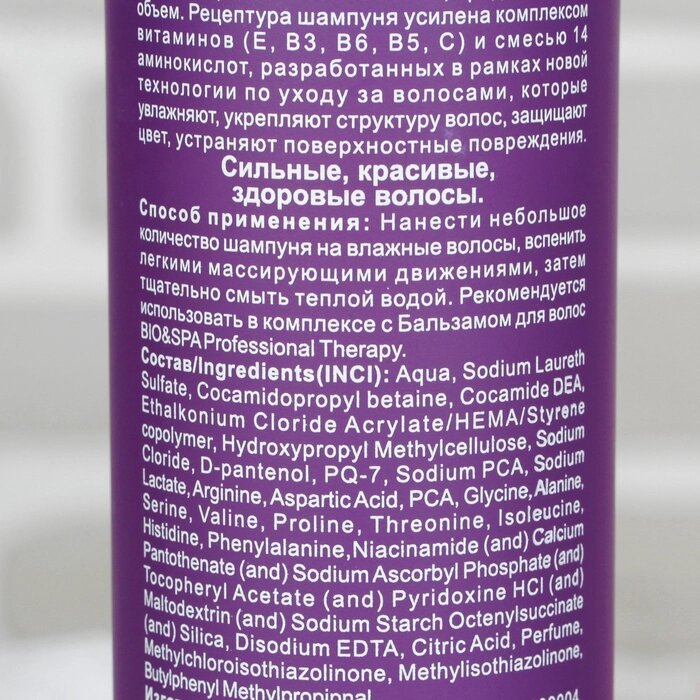 объем. Рецептура шампуня усилена комплексом
витаминов (Е, В3, В6, В5, С) и смесью 14
аминокислот, разработанных в рамках новой
технологии по уходу за волосами, которые
увлажняют, укрепляют структуру волос, защищают
цвет, устраняют поверхностные повреждения.
Сильные, красивые,
здоровые волосы.
Способ применения: Нанести небольшое
количество шампуня на влажные волосы, вспенить
легкими массирующими движениями, затем
тщательно смыть теплой водой. Рекомендуется
использовать в комплексе с Бальзамом для волос
BIO&SPA Professional Therapy.
Состав/Ingredients(INCI): Aqua, Sodium Laureth
Sulfate, Cocamidopropyl betaine, Cocamide DEA,
Ethalkonium Cloride Acrylate/HEMA/Styrene
copolymer, Hydroxypropyl Methylcellulose, Sodium
Cloride, D-pantenol, PQ-7, Sodium PCA, Sodium
Lactate, Arginine, Aspartic Acid, PCA, Glycine, Alanine,
Serine, Valine, Proline, Threonine, Isoleucine,
Histidine, Phenylalanine, Niacinamide (and) Calcium
Pantothenate (and) Sodium Ascorbyl Phosphate (and)
Tocopheryl Acetate (and) Pyridoxine HCl (and)
Maltodextrin (and) Sodium Starch Octenylsuccinate
(and) Silica, Disodium EDTA, Citric Acid, Perfume,
Methylchloroisothiazolinone, Methylisothiazolinone,
Butylphenyl Methylpropional.